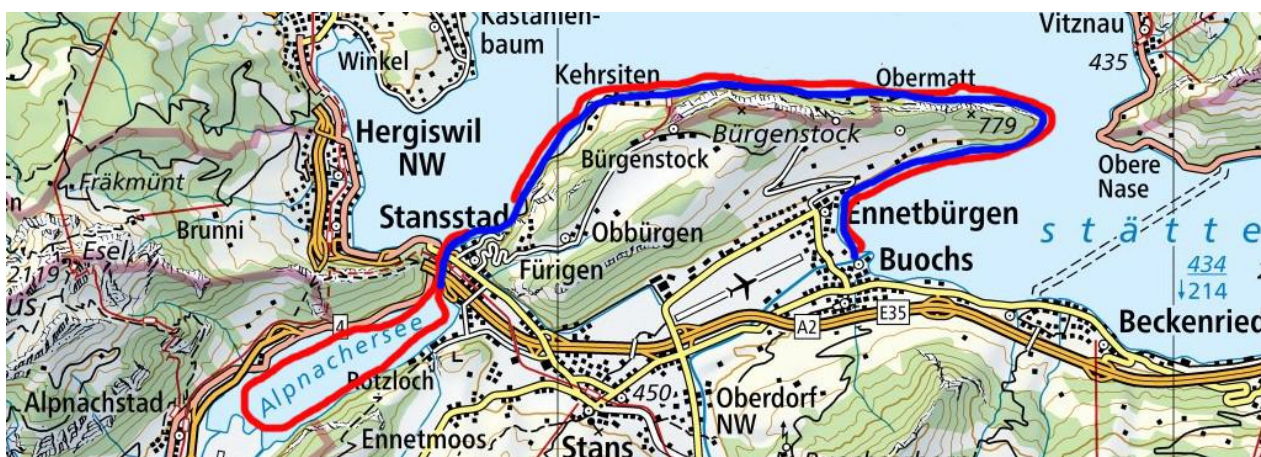 Kastanien-
baum
Vitznau
435
Winkel
Kehrsiten
Obermatt
Hergiswil
NW
Bürgenstock
779
Bürgenstock
Obere
Nase
Fräkmünt
Stansstad
Ennetbürgen
Brunni
Obbürgen
stätte
Esel
2119
Fürigen
Buochs
434
214
4
A2
E35
Beckenried
Alpnachersee
Rotzloch
Alpnachstad
450
Oberdorf
NW
Ennetmoos
Stans